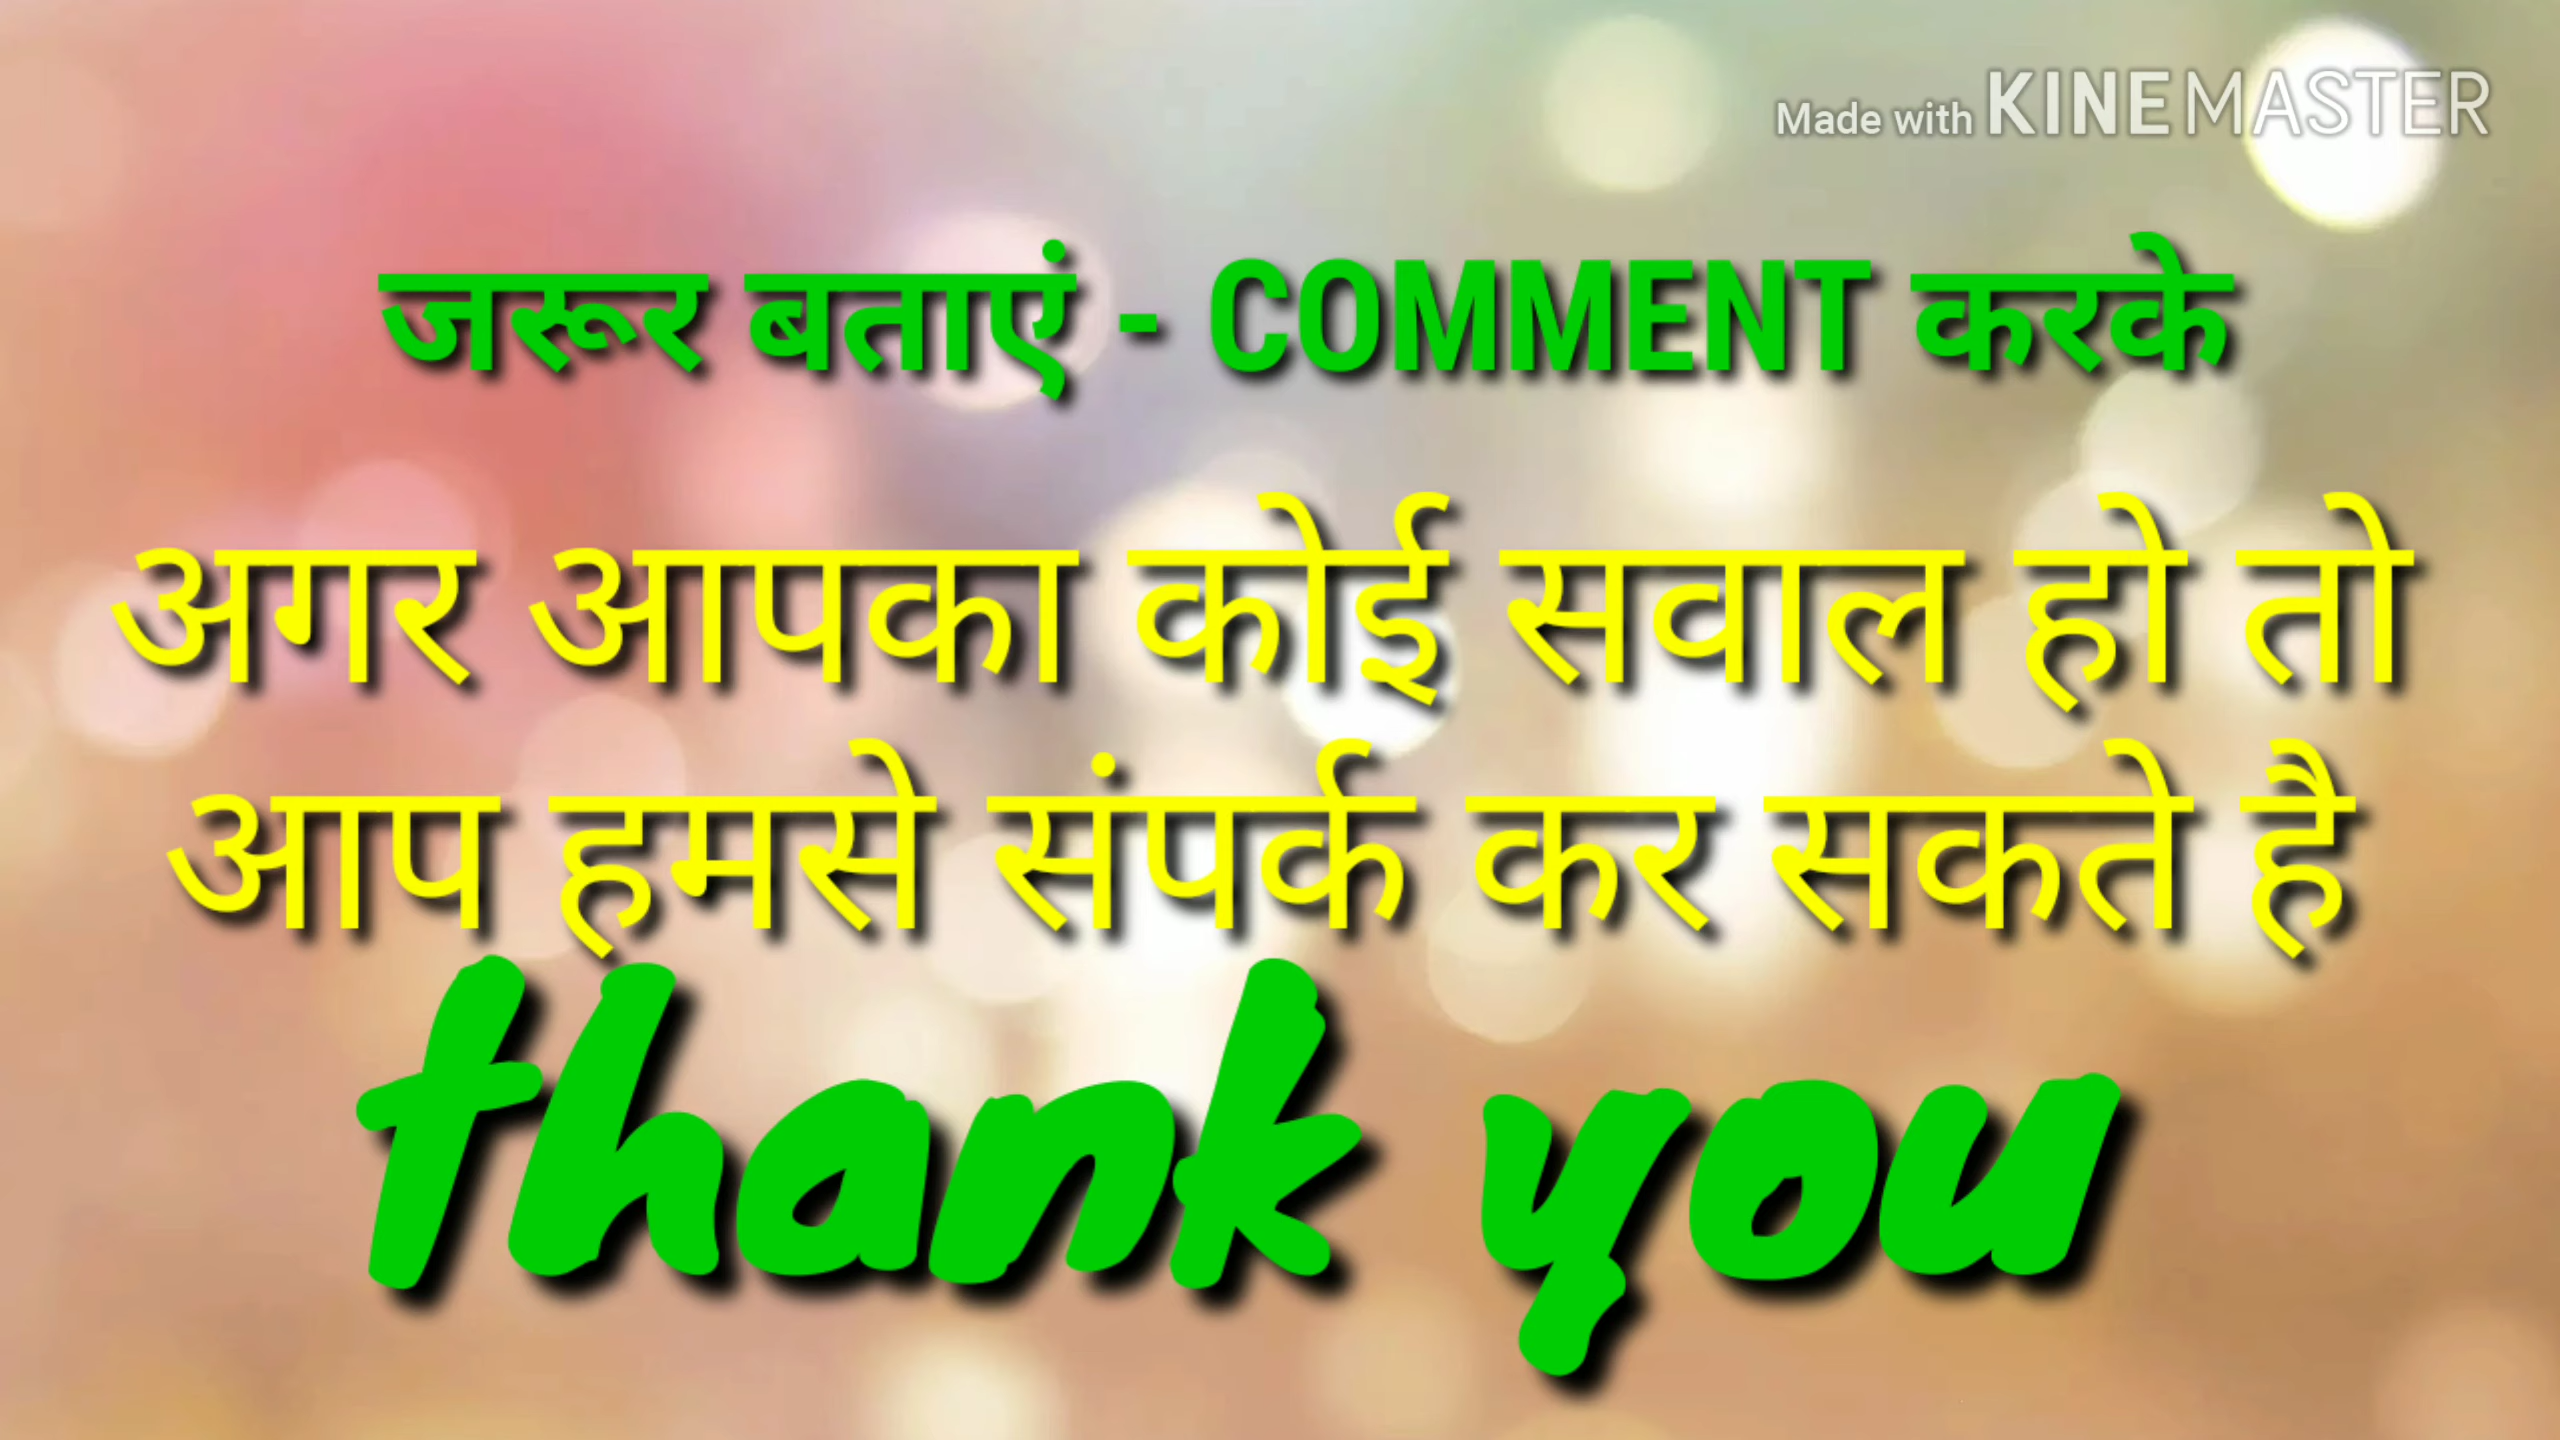 Made with KINEMASTER
जरूर बताएं - COMMENT करके
अगर आपका कोई सवाल हो तो
आप हमसे संपर्क कर सकते है
thank you